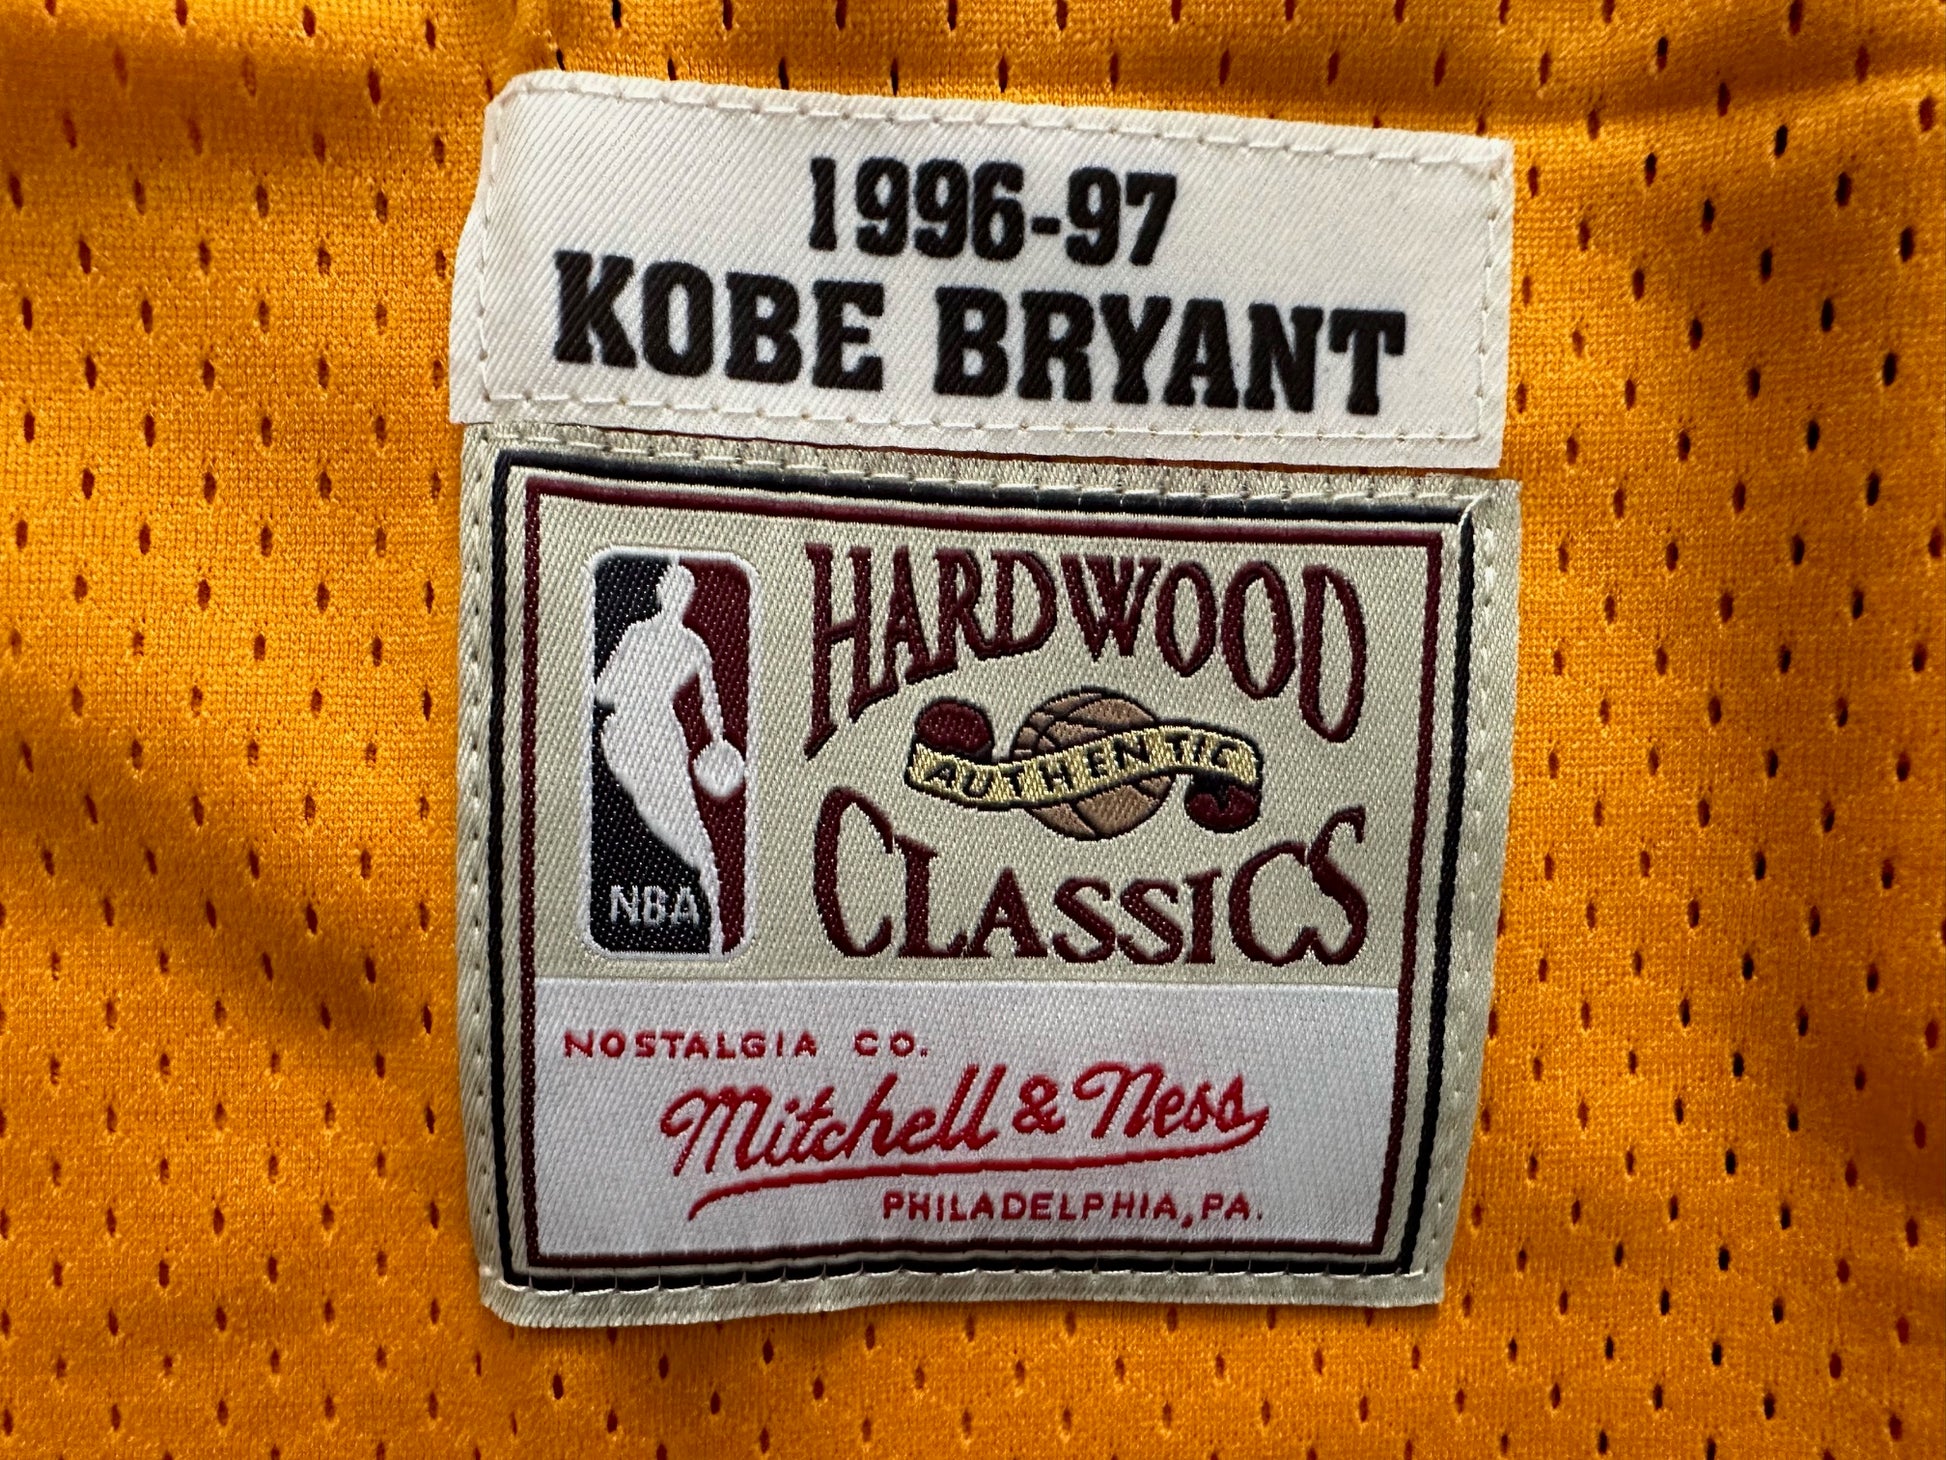 1996-97
KOBE BRYANT
HARDWOOD
AUTHENTIC
CLASSICS
NBA
NOSTALGIA CO.
Mitchell & Ness
PHILADELPHIA, PA.